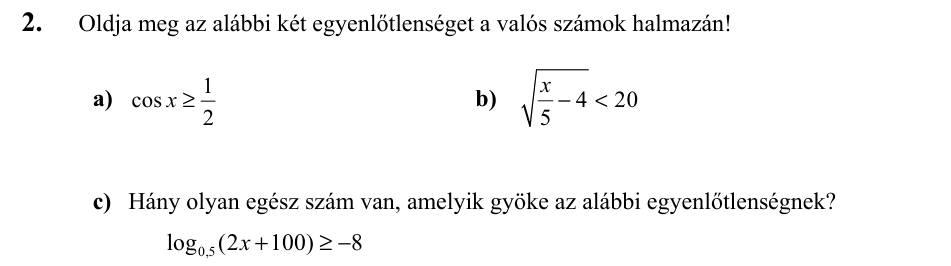 2. Oldja meg az alábbi két egyenlőtlenséget a valós számok halmazán!
a) cos x ≥ 1/2
b) √(x/5 − 4) < 20
c) Hány olyan egész szám van, amelyik gyöke az alábbi egyenlőtlenségnek?
log₀,₅(2x+100) ≥ −8